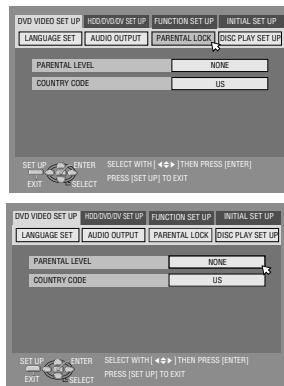 DVD VIDEO SET UP HDD/DVD/DV SET UP FUNCTION SET UP INITIAL SET UP
LANGUAGE SET AUDIO OUTPUT PARENTAL LOCK DISC PLAY SET UP
PARENTAL LEVEL NONE
COUNTRY CODE US
SET UP ENTER SELECT WITH [ ◀♦▶ ] THEN PRESS [ENTER]
EXIT SELECT PRESS [SET UP] TO EXIT
DVD VIDEO SET UP HDD/DVD/DV SET UP FUNCTION SET UP INITIAL SET UP
LANGUAGE SET AUDIO OUTPUT PARENTAL LOCK DISC PLAY SET UP
PARENTAL LEVEL NONE
COUNTRY CODE US
SET UP ENTER SELECT WITH [ ◀♦▶ ] THEN PRESS [ENTER]
EXIT SELECT PRESS [SET UP] TO EXIT